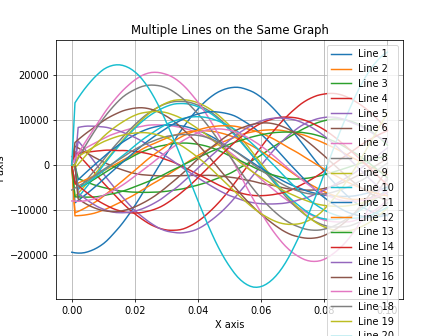 Multiple Lines on the Same Graph
20000
10000
0
−10000
−20000
0.00
0.02
0.04
0.06
X axis
Line 1
Line 2
Line 3
Line 4
Line 5
Line 6
Line 7
Line 8
Line 9
Line 10
Line 11
Line 12
Line 13
Line 14
Line 15
Line 16
Line 17
Line 18
Line 19
Line 20